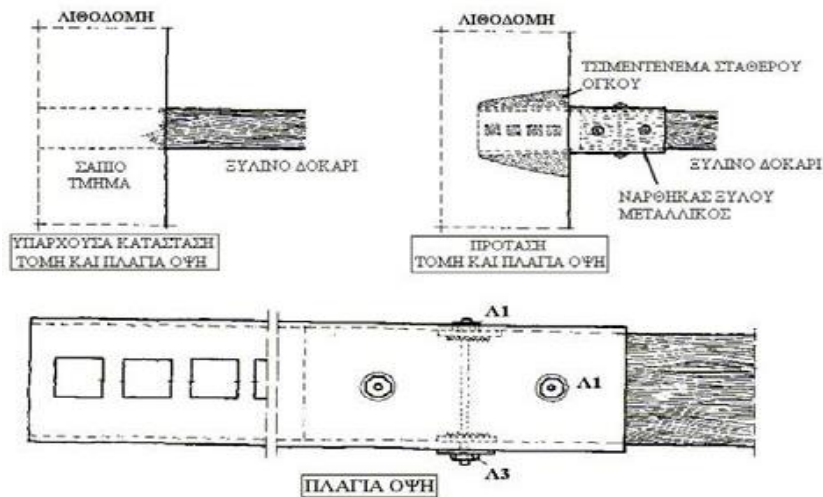 ΛΙΘΟΔΟΜΗ
ΣΑΠΙΟ
ΤΜΗΜΑ
ΞΥΛΙΝΟ ΔΟΚΑΡΙ
ΥΠΑΡΧΟΥΣΑ ΚΑΤΑΣΤΑΣΗ
ΤΟΜΗ ΚΑΙ ΠΛΑΓΙΑ ΟΨΗ
ΛΙΘΟΔΟΜΗ
ΤΣΙΜΕΝΤΕΝΕΜΑ ΣΤΑΘΕΡΟΥ
ΟΓΚΟΥ
ΞΥΛΙΝΟ ΔΟΚΑΡΙ
ΝΑΡΘΗΚΑΣ ΞΥΛΟΥ
ΜΕΤΑΛΛΙΚΟΣ
ΠΡΟΤΑΣΗ
ΤΟΜΗ ΚΑΙ ΠΛΑΓΙΑ ΟΨΗ
Λ1
Λ1
Λ3
ΠΛΑΓΙΑ ΟΨΗ